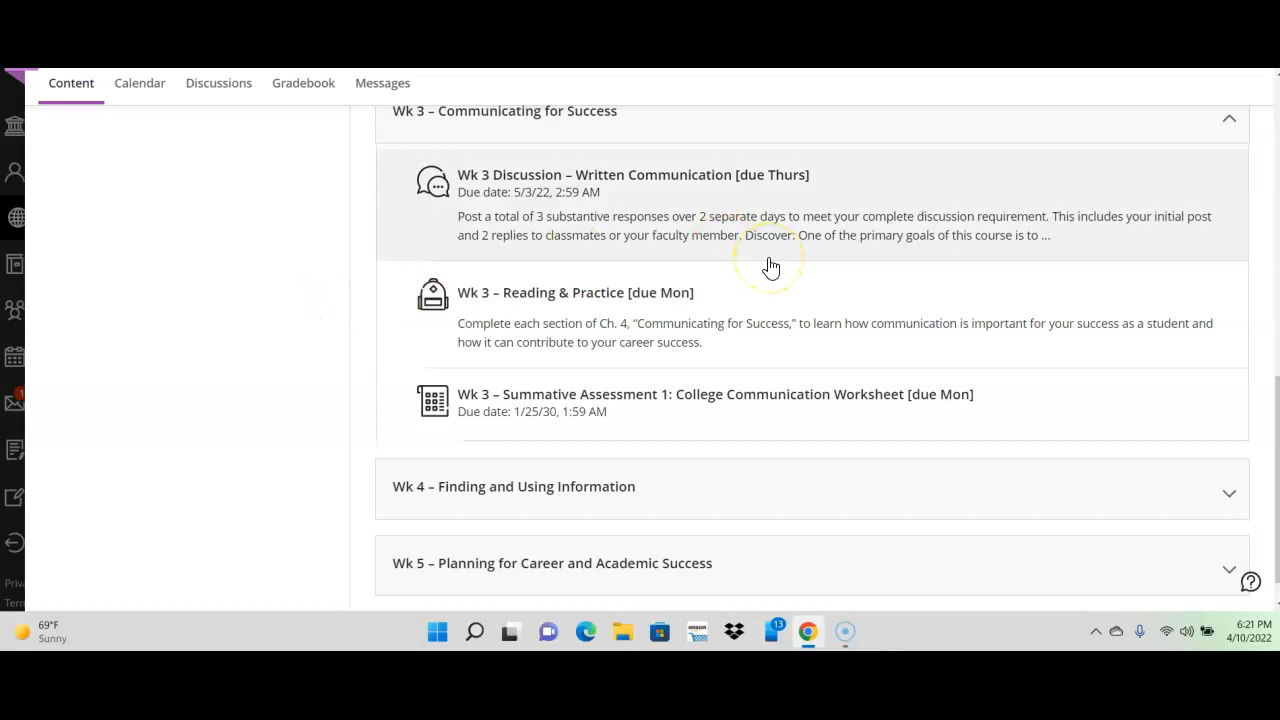 Content Calendar Discussions Gradebook Messages
Wk 3 – Communicating for Success
Wk 3 Discussion – Written Communication [due Thurs]
Due date: 5/3/22, 2:59 AM
Post a total of 3 substantive responses over 2 separate days to meet your complete discussion requirement. This includes your initial post
and 2 replies to classmates or your faculty member. Discover: One of the primary goals of this course is to ...
Wk 3 – Reading & Practice [due Mon]
Complete each section of Ch. 4, “Communicating for Success,” to learn how communication is important for your success as a student and
how it can contribute to your career success.
Wk 3 – Summative Assessment 1: College Communication Worksheet [due Mon]
Due date: 1/25/30, 1:59 AM
Wk 4 – Finding and Using Information
Wk 5 – Planning for Career and Academic Success
1
Priva
Term
69°F
Sunny
amazon
13
6:21 PM
4/10/2022